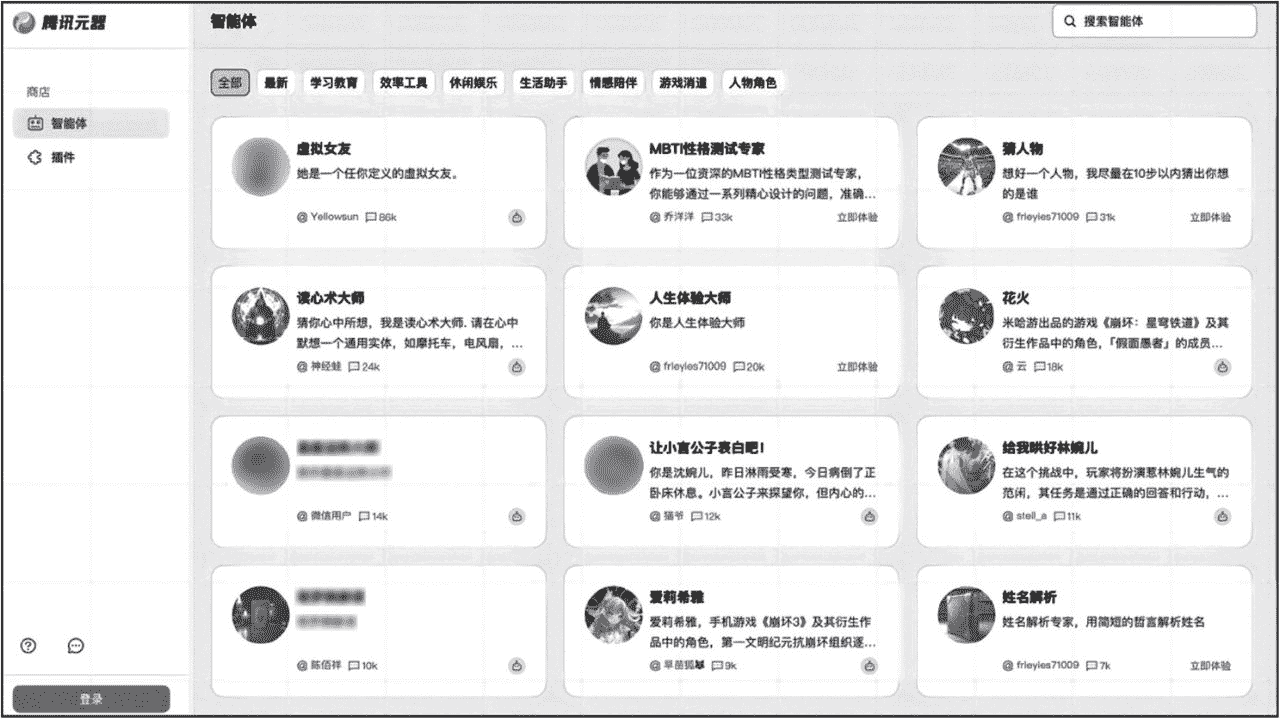 腾讯元器
智能体
搜索智能体
商店
智能体
插件
全部 最新 学习教育 效率工具 休闲娱乐 生活助手 情感陪伴 游戏消遣 人物角色
虚拟女友
她是一个任你定义的虚拟女友。
@Yellowsun 86k
MBTI性格测试专家
作为一位资深的MBTI性格类型测试专家，
你能够通过一系列精心设计的问题，准确...
@乔洋洋 33k 立即体验
猜人物
想好一个人物，我尽量在10步以内猜出你想
的是谁
@frieyies71009 31k 立即体验
读心术大师
猜你心中所想，我是读心术大师. 请在心中
默想一个通用实体，如摩托车，电风扇，...
@神经蛙 24k
人生体验大师
你是人生体验大师
@frieyies71009 20k 立即体验
花火
米哈游出品的游戏《崩坏：星穹铁道》及其
衍生作品中的角色，「假面愚者」的成员...
@云 18k
@微信用户 14k
让小言公子表白吧！
你是沈婉儿，昨日淋雨受寒，今日病倒了正
卧床休息。小言公子来探望你，但内心的...
@猫爷 12k
给我哄好林婉儿
在这个挑战中，玩家将扮演惹林婉儿生气的
范闲，其任务是通过正确的回答和行动，...
@stell_a 11k
@陈佰祥 10k
爱莉希雅
爱莉希雅，手机游戏《崩坏3》及其衍生作
品中的角色，第一文明纪元抗崩坏组织逐...
@草苗狐 9k
姓名解析
姓名解析专家，用简短的哲言解析姓名
@frieyies71009 7k 立即体验
登录